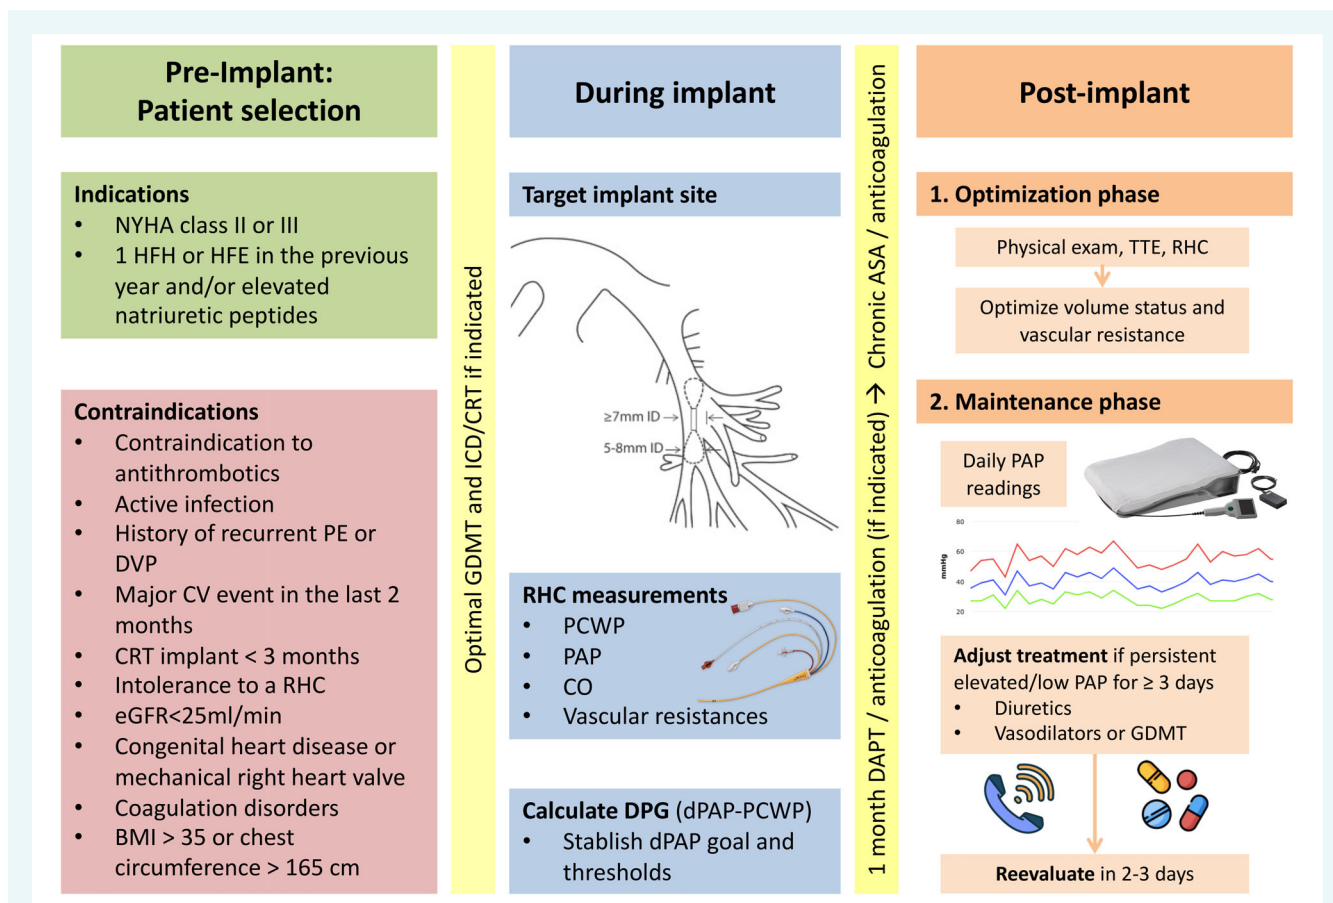 Pre-Implant:
Patient selection
Indications
• NYHA class II or III
• 1 HFH or HFE in the previous
year and/or elevated
natriuretic peptides
Contraindications
• Contraindication to
antithrombotics
• Active infection
• History of recurrent PE or
DVP
• Major CV event in the last 2
months
• CRT implant < 3 months
• Intolerance to a RHC
• eGFR<25ml/min
• Congenital heart disease or
mechanical right heart valve
• Coagulation disorders
• BMI > 35 or chest
circumference > 165 cm
Optimal GDMT and ICD/CRT if indicated
During implant
Target implant site
≥7mm ID
5-8mm ID
RHC measurements
• PCWP
• PAP
• CO
• Vascular resistances
Calculate DPG (dPAP-PCWP)
• Stablish dPAP goal and
thresholds
1 month DAPT / anticoagulation (if indicated) → Chronic ASA / anticoagulation
Post-implant
1. Optimization phase
Physical exam, TTE, RHC
Optimize volume status and
vascular resistance
2. Maintenance phase
Daily PAP
readings
80
60
40
20
mmHg
Adjust treatment if persistent
elevated/low PAP for ≥ 3 days
• Diuretics
• Vasodilators or GDMT
Reevaluate in 2-3 days